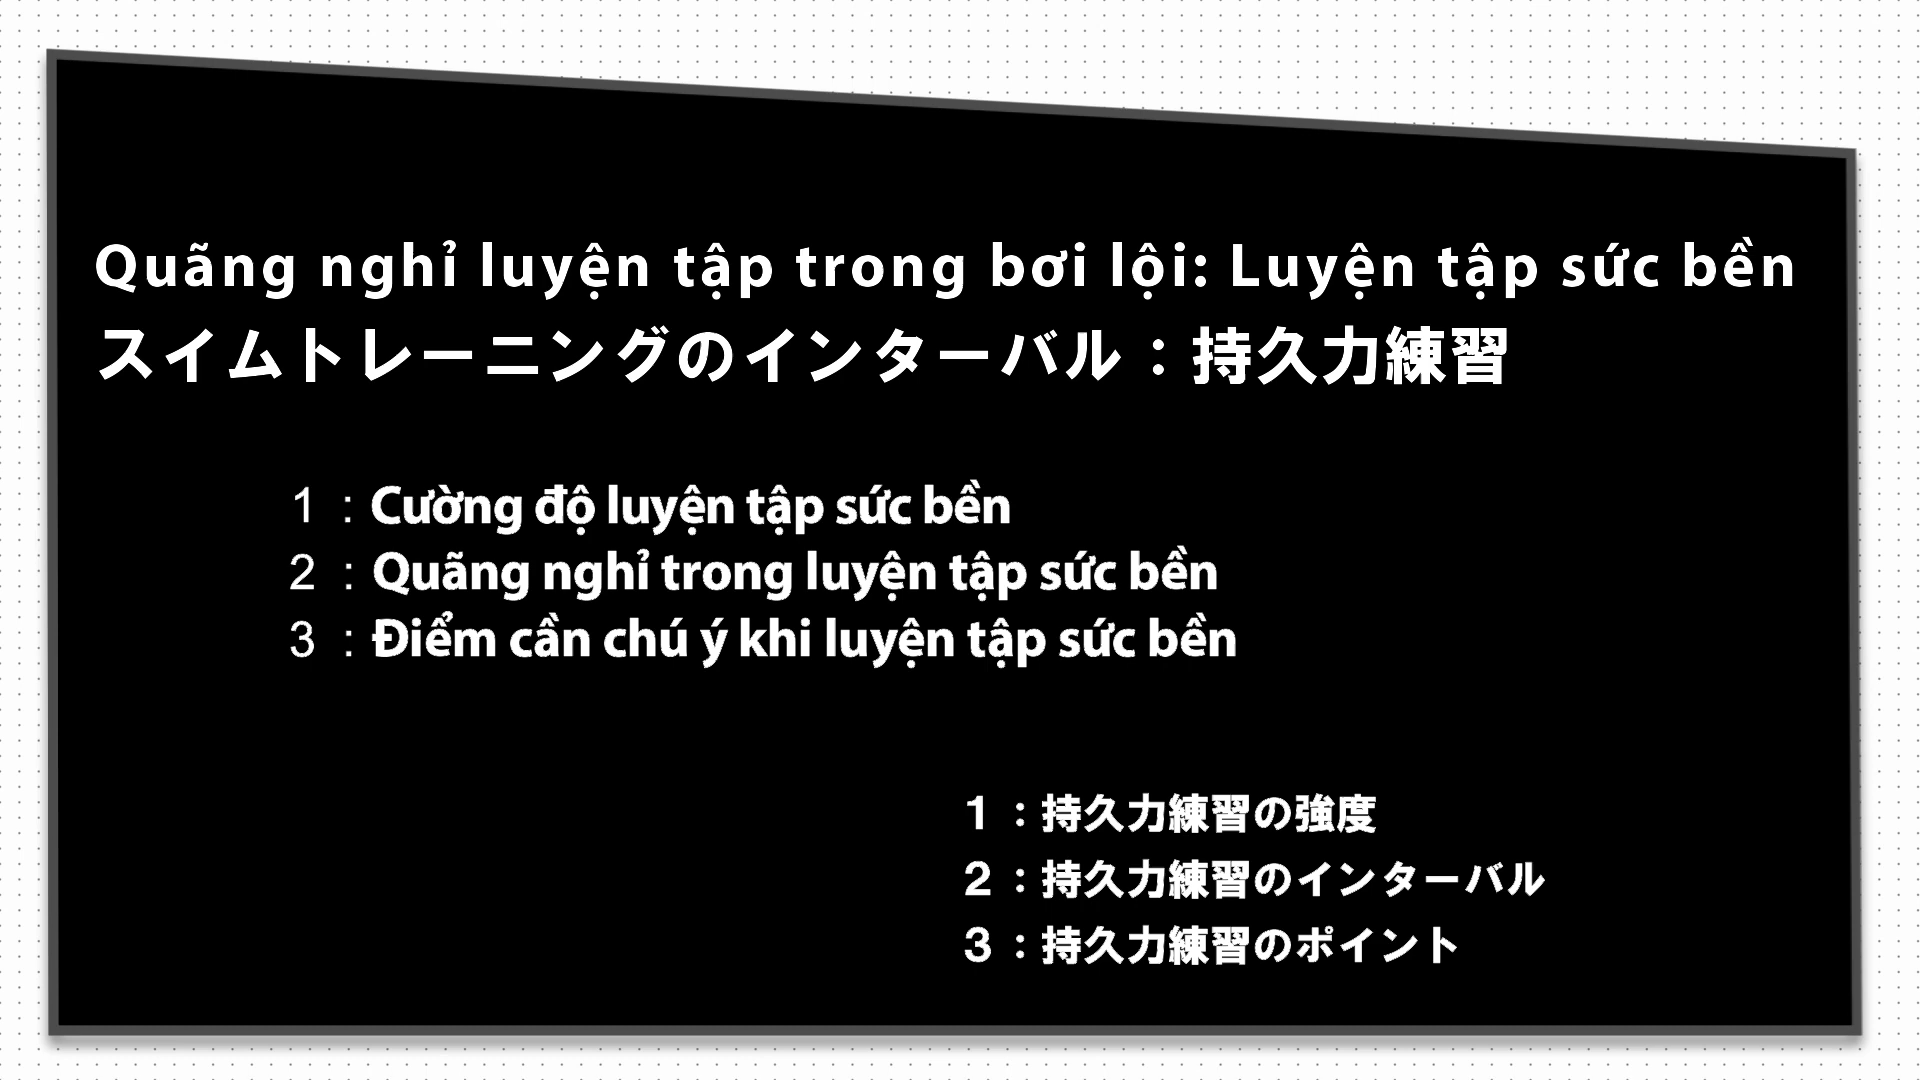 Quãng nghỉ luyện tập trong bơi lội: Luyện tập sức bền
スイムトレーニングのインターバル：持久力練習
1：Cường độ luyện tập sức bền
2：Quãng nghỉ trong luyện tập sức bền
3：Điểm cần chú ý khi luyện tập sức bền
1：持久力練習の強度
2：持久力練習のインターバル
3：持久力練習のポイント